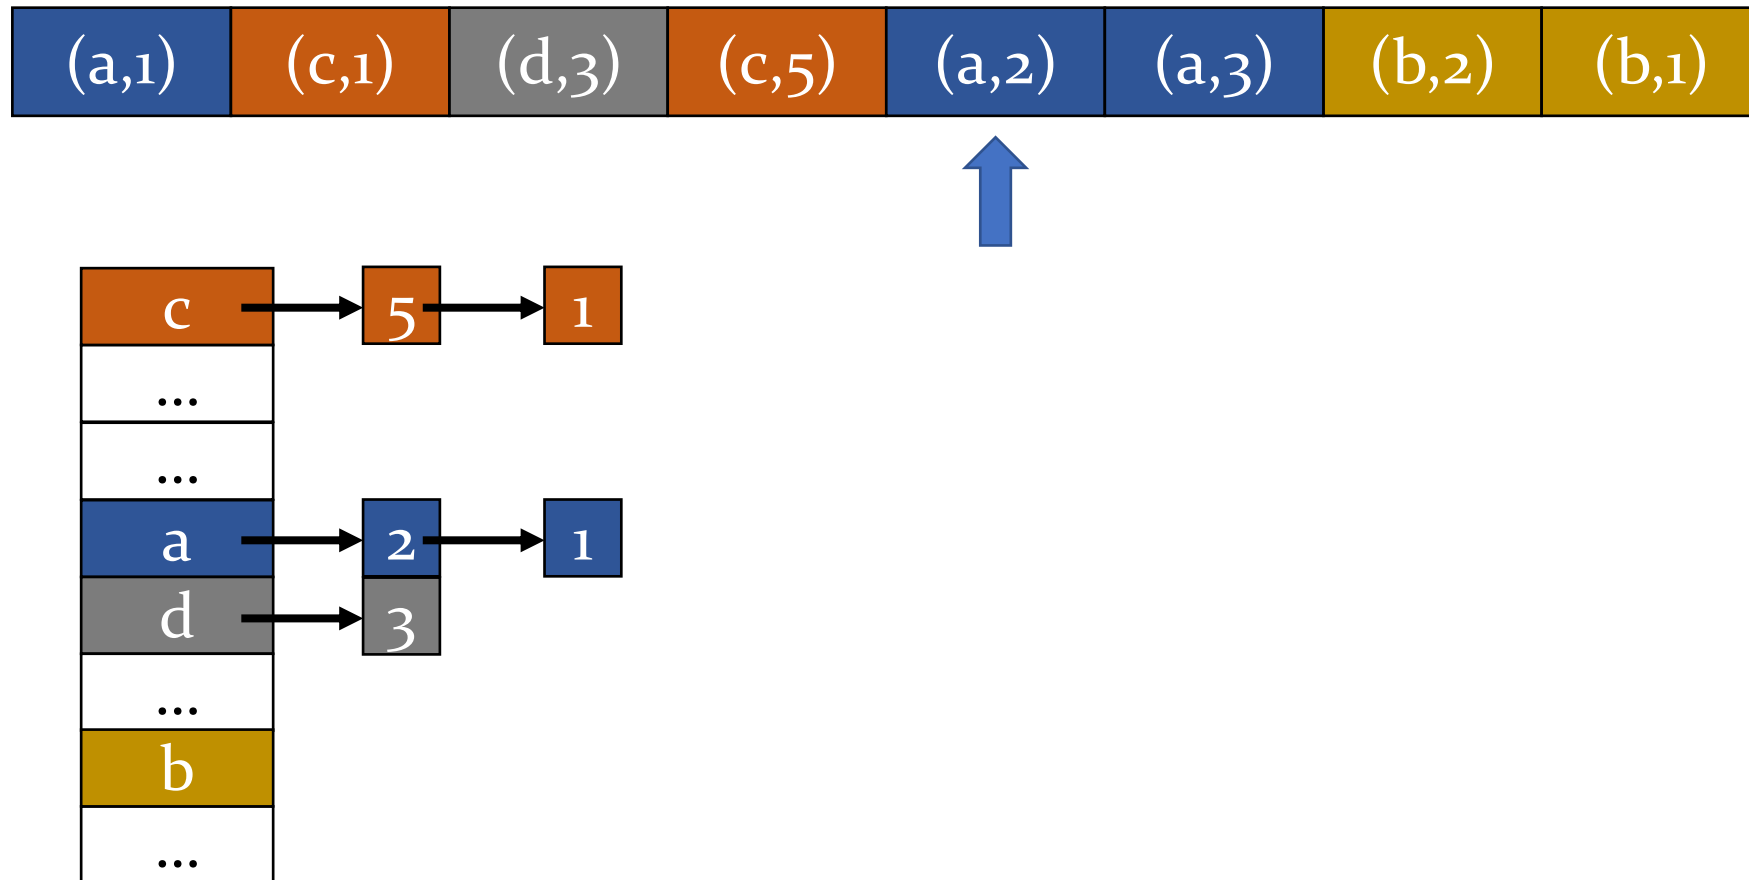 (a,1) (c,1) (d,3) (c,5) (a,2) (a,3) (b,2) (b,1)
c 5 1
...
...
a 2 1
d 3
...
b
...